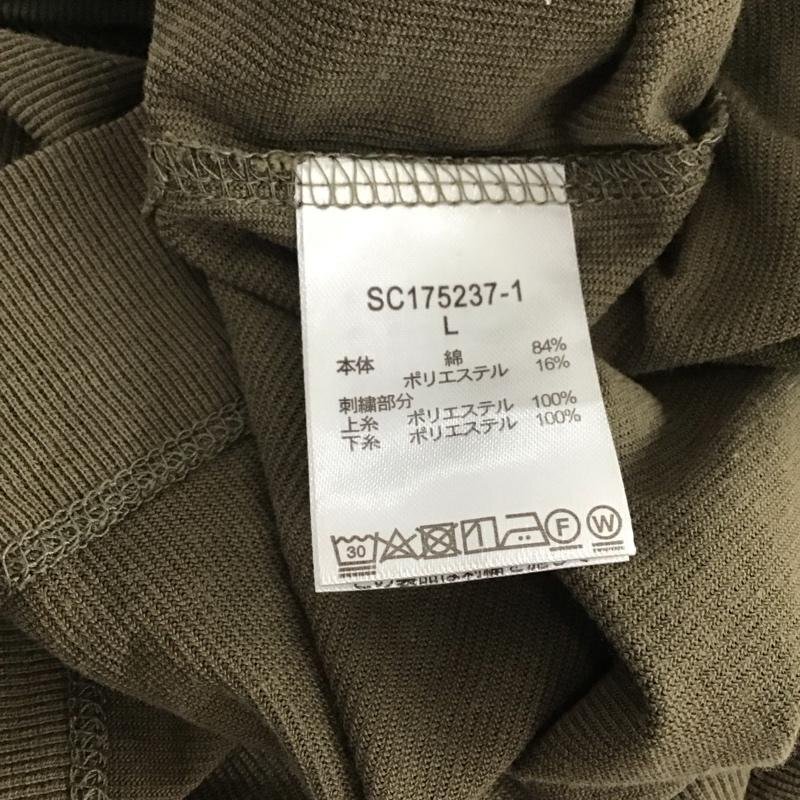 SC175237-1
L
本体 綿 84%
ポリエステル 16%
刺繍部分
上糸 ポリエステル 100%
下糸 ポリエステル 100%
30 F W